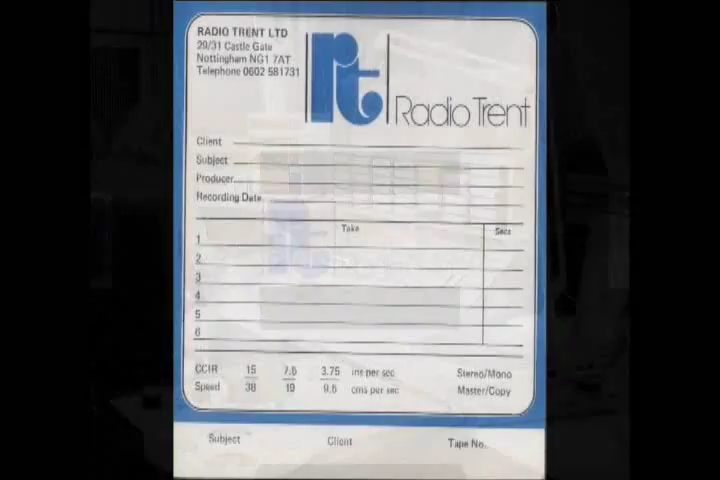 RADIO TRENT LTD
29/31 Castle Gate
Nottingham NG1 7AT
Telephone 0602 581731
rt
Radio Trent
Client
Subject
Producer
Recording Date
Take Secs
1
2
3
4
5
6
CCIR 15 7.5 3.75 ins per sec Stereo/Mono
Speed 38 19 9.5 cms per sec Master/Copy
Subject Client Tape No.